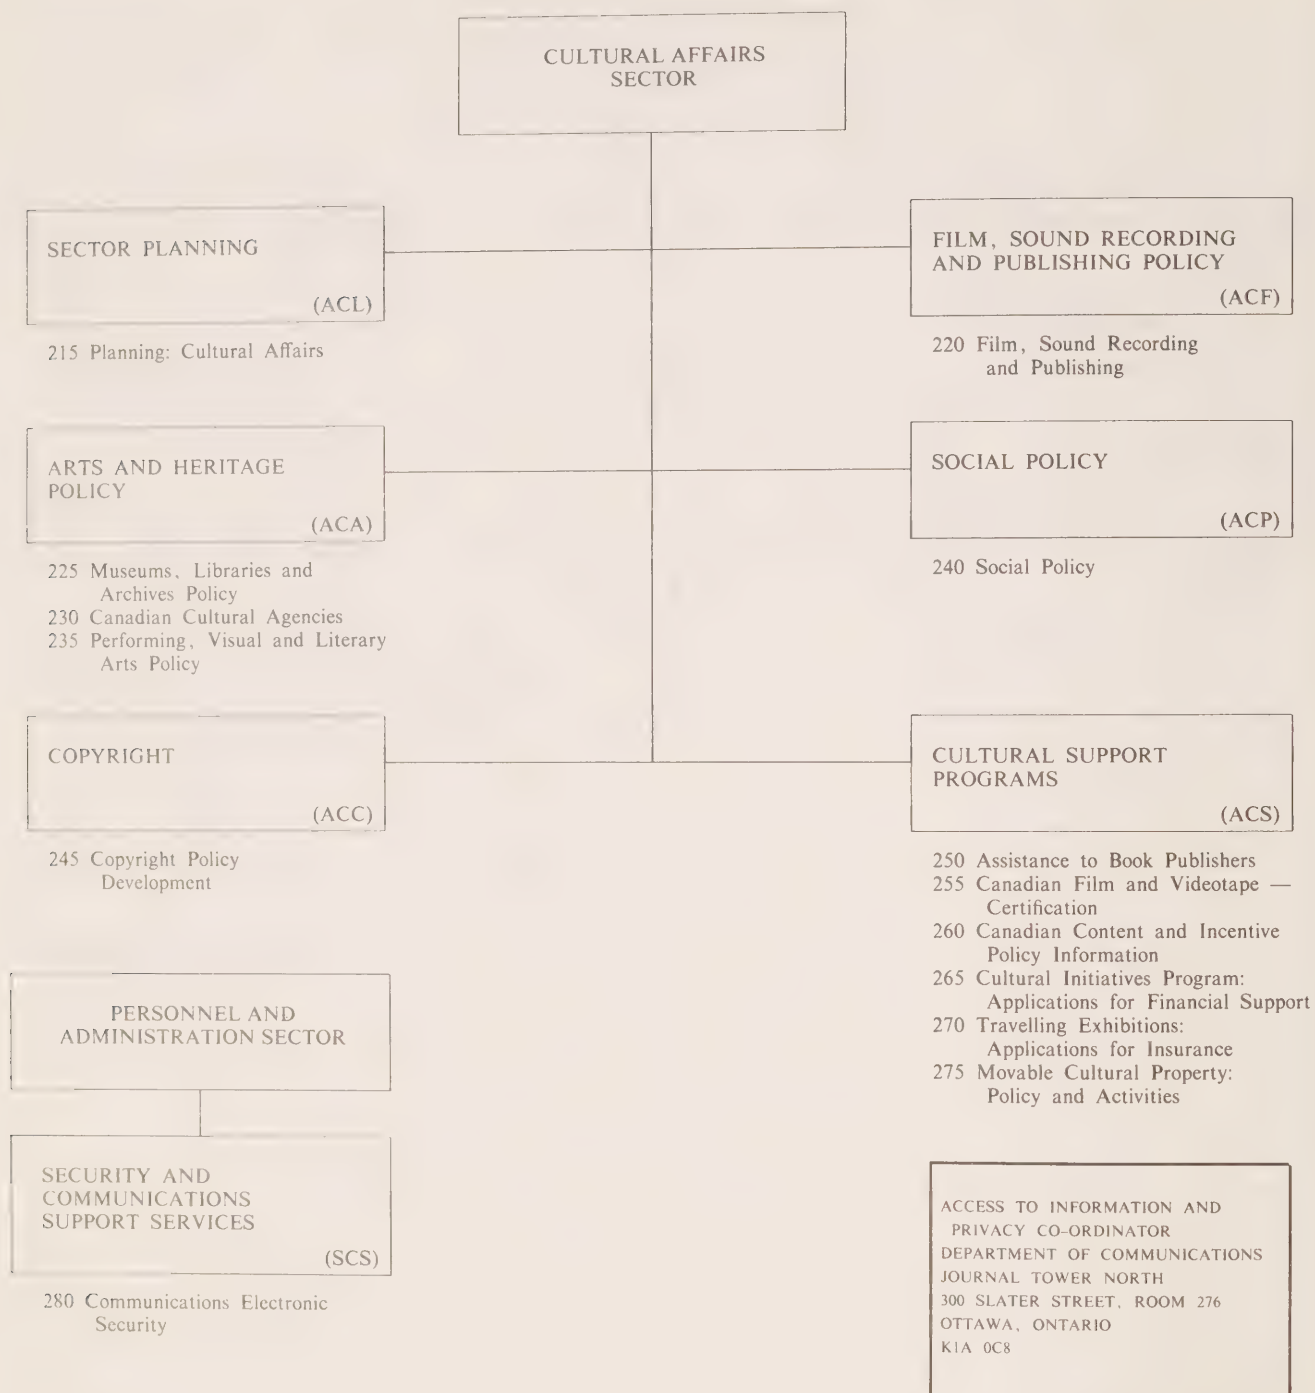 CULTURAL AFFAIRS
SECTOR
SECTOR PLANNING
(ACL)
215 Planning: Cultural Affairs
FILM, SOUND RECORDING
AND PUBLISHING POLICY
(ACF)
220 Film, Sound Recording
and Publishing
ARTS AND HERITAGE
POLICY
(ACA)
225 Museums, Libraries and
Archives Policy
230 Canadian Cultural Agencies
235 Performing, Visual and Literary
Arts Policy
SOCIAL POLICY
(ACP)
240 Social Policy
COPYRIGHT
(ACC)
245 Copyright Policy
Development
CULTURAL SUPPORT
PROGRAMS
(ACS)
250 Assistance to Book Publishers
255 Canadian Film and Videotape —
Certification
260 Canadian Content and Incentive
Policy Information
265 Cultural Initiatives Program:
Applications for Financial Support
270 Travelling Exhibitions:
Applications for Insurance
275 Movable Cultural Property:
Policy and Activities
PERSONNEL AND
ADMINISTRATION SECTOR
SECURITY AND
COMMUNICATIONS
SUPPORT SERVICES
(SCS)
280 Communications Electronic
Security
ACCESS TO INFORMATION AND
PRIVACY CO-ORDINATOR
DEPARTMENT OF COMMUNICATIONS
JOURNAL TOWER NORTH
300 SLATER STREET, ROOM 276
OTTAWA, ONTARIO
K1A 0C8